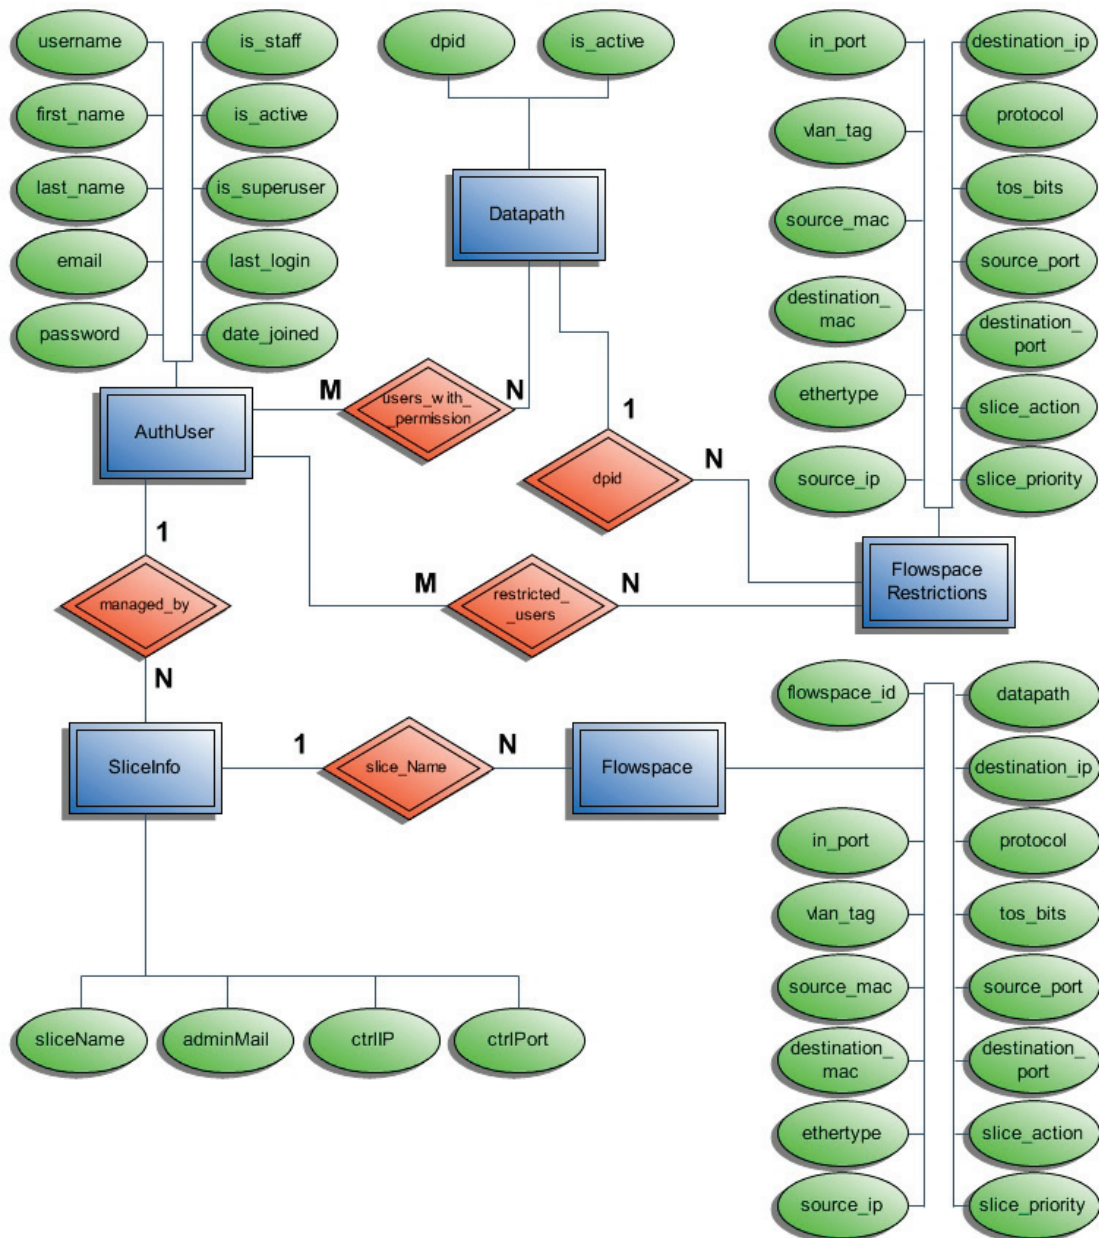 username
is_staff
dpid
is_active
in_port
destination_ip
first_name
is_active
vlan_tag
protocol
last_name
is_superuser
Datapath
source_mac
tos_bits
email
last_login
source_port
password
date_joined
destination_
mac
destination_
port
M
users_with_
_permission
N
ethertype
slice_action
AuthUser
1
dpid
N
source_ip
slice_priority
1
managed_by
M
restricted_
_users
N
Flowspace
Restrictions
N
flowspace_id
datapath
SliceInfo
1
slice_Name
N
Flowspace
destination_ip
in_port
protocol
vlan_tag
tos_bits
source_mac
source_port
sliceName
adminMail
ctrlIP
ctrlPort
destination_
mac
destination_
port
ethertype
slice_action
source_ip
slice_priority